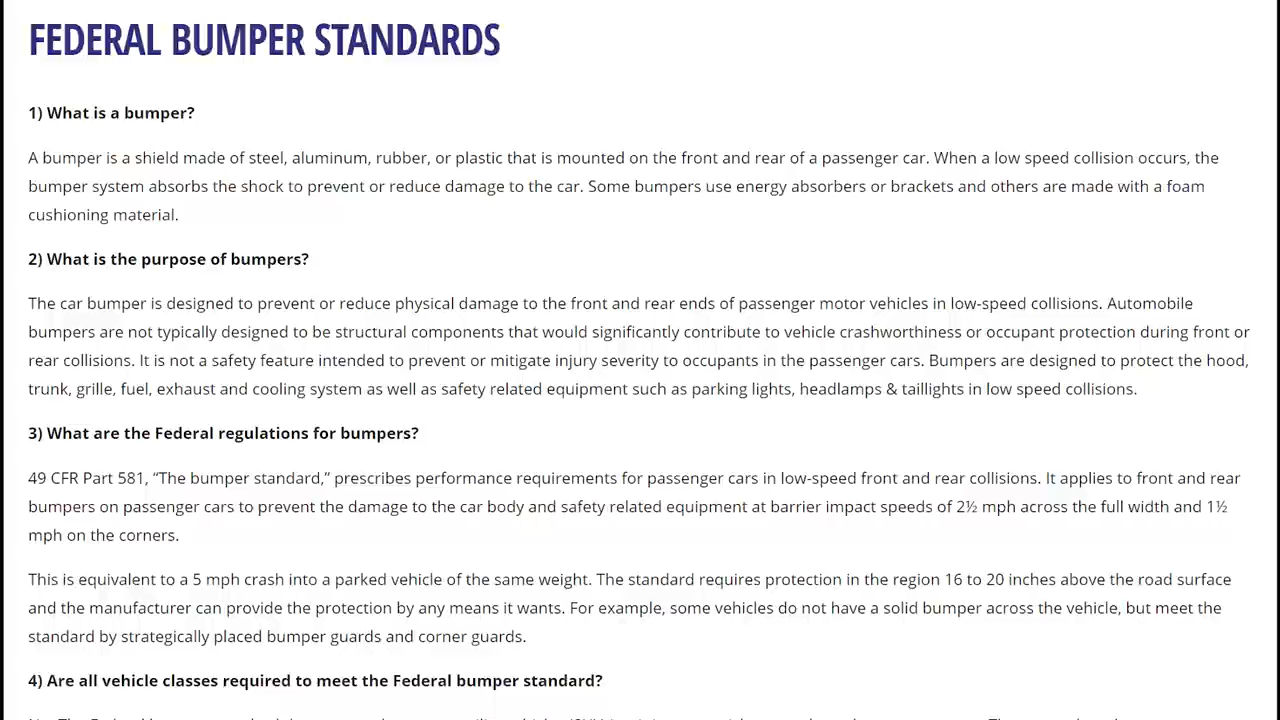 FEDERAL BUMPER STANDARDS
1) What is a bumper?
A bumper is a shield made of steel, aluminum, rubber, or plastic that is mounted on the front and rear of a passenger car. When a low speed collision occurs, the
bumper system absorbs the shock to prevent or reduce damage to the car. Some bumpers use energy absorbers or brackets and others are made with a foam
cushioning material.
2) What is the purpose of bumpers?
The car bumper is designed to prevent or reduce physical damage to the front and rear ends of passenger motor vehicles in low-speed collisions. Automobile
bumpers are not typically designed to be structural components that would significantly contribute to vehicle crashworthiness or occupant protection during front or
rear collisions. It is not a safety feature intended to prevent or mitigate injury severity to occupants in the passenger cars. Bumpers are designed to protect the hood,
trunk, grille, fuel, exhaust and cooling system as well as safety related equipment such as parking lights, headlamps & taillights in low speed collisions.
3) What are the Federal regulations for bumpers?
49 CFR Part 581, “The bumper standard,” prescribes performance requirements for passenger cars in low-speed front and rear collisions. It applies to front and rear
bumpers on passenger cars to prevent the damage to the car body and safety related equipment at barrier impact speeds of 2½ mph across the full width and 1½
mph on the corners.
This is equivalent to a 5 mph crash into a parked vehicle of the same weight. The standard requires protection in the region 16 to 20 inches above the road surface
and the manufacturer can provide the protection by any means it wants. For example, some vehicles do not have a solid bumper across the vehicle, but meet the
standard by strategically placed bumper guards and corner guards.
4) Are all vehicle classes required to meet the Federal bumper standard?